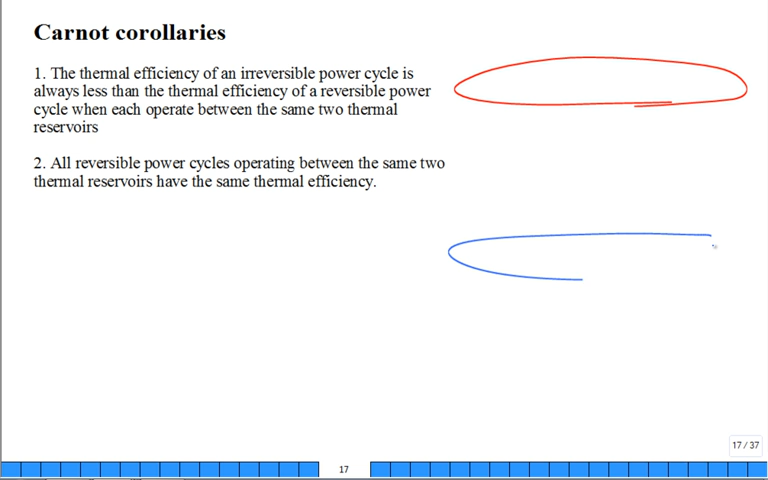 Carnot corollaries
1. The thermal efficiency of an irreversible power cycle is
always less than the thermal efficiency of a reversible power
cycle when each operate between the same two thermal
reservoirs
2. All reversible power cycles operating between the same two
thermal reservoirs have the same thermal efficiency.
17 / 37
17